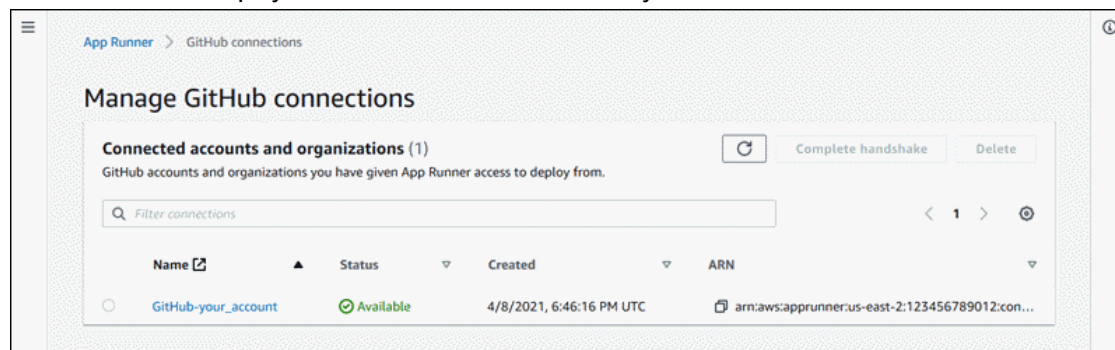 App Runner > GitHub connections
Manage GitHub connections
Connected accounts and organizations (1)
Complete handshake
Delete
GitHub accounts and organizations you have given App Runner access to deploy from.
Filter connections
< 1 >
Name Status Created ARN
GitHub-your_account Available 4/8/2021, 6:46:16 PM UTC arn:aws:apprunner:us-east-2:123456789012:con...